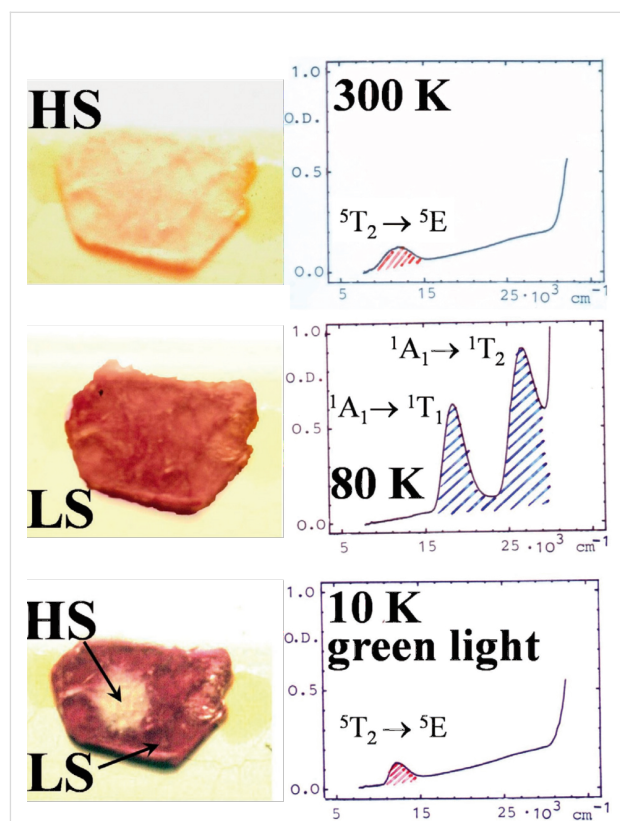 HS
300 K
1.0
O.D.
0.5
0.0
⁵T₂ → ⁵E
5 15 25 · 10³ cm⁻¹
LS
80 K
1.0
O.D.
0.5
0.0
¹A₁ → ¹T₂
¹A₁ → ¹T₁
5 15 25 · 10³ cm⁻¹
HS
LS
10 K
green light
1.0
O.D.
0.5
0.0
⁵T₂ → ⁵E
5 15 25 · 10³ cm⁻¹